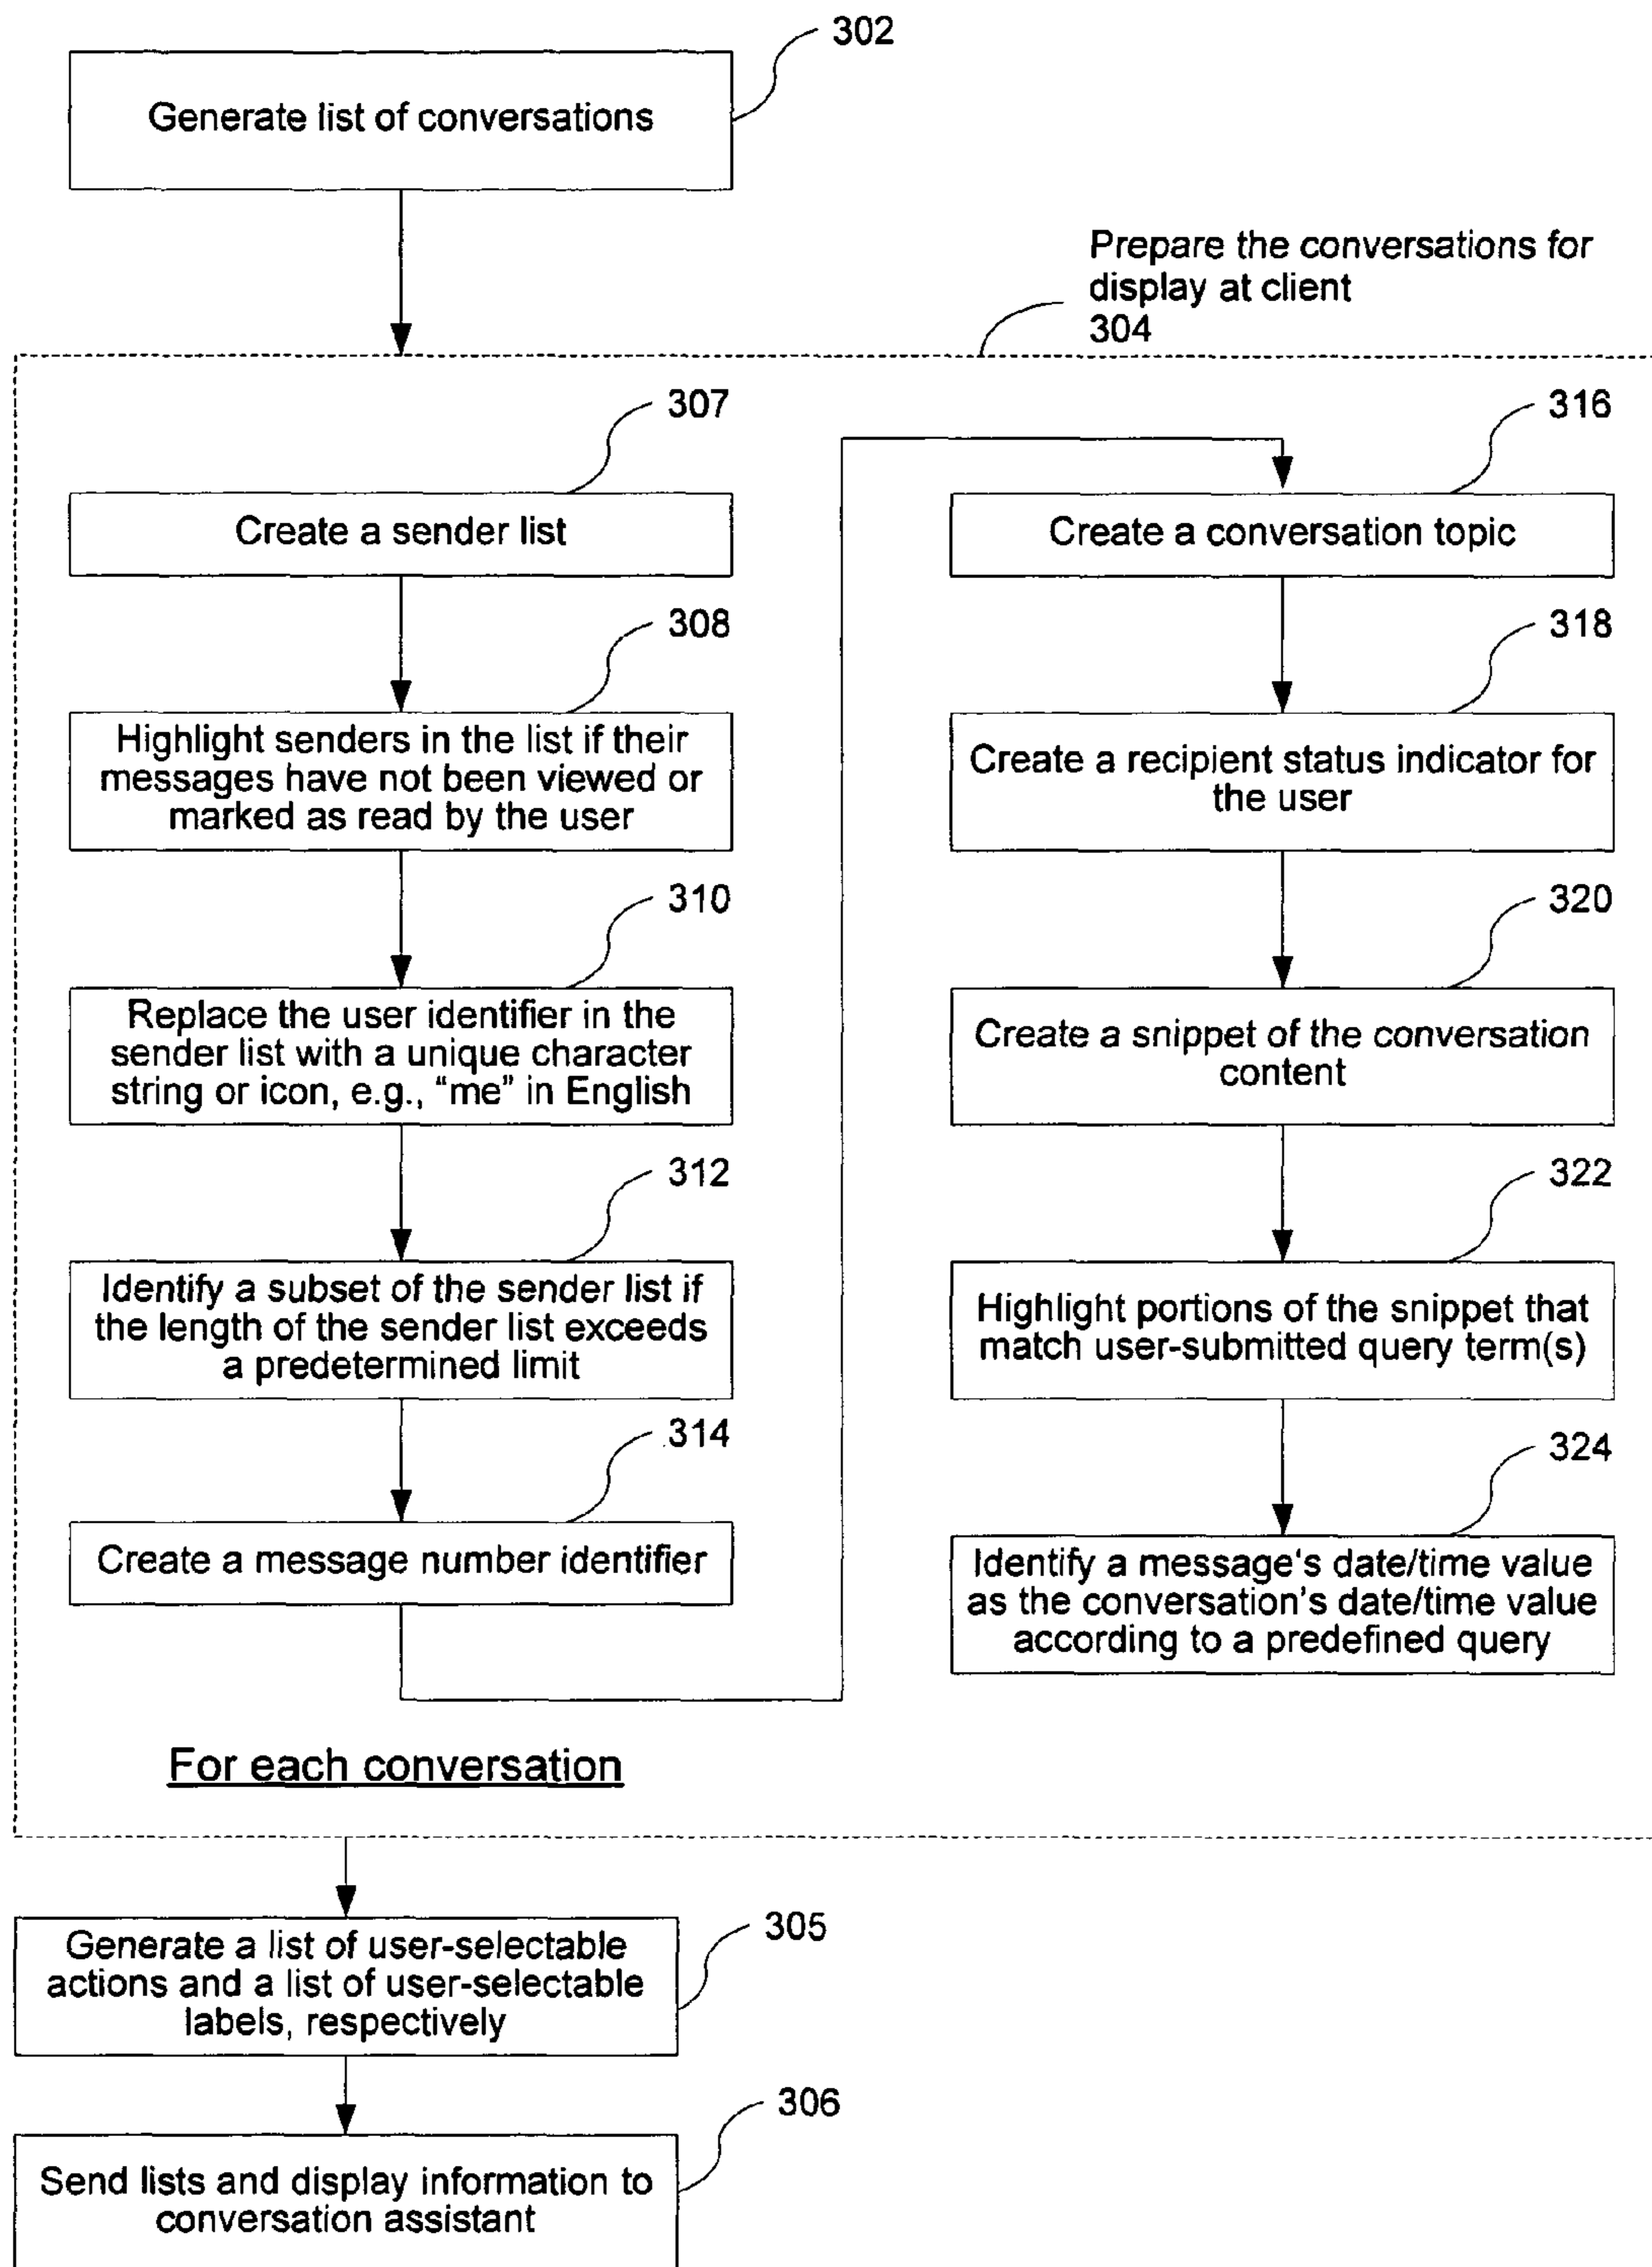 302
Generate list of conversations
Prepare the conversations for
display at client
304
307
Create a sender list
308
Highlight senders in the list if their
messages have not been viewed or
marked as read by the user
310
Replace the user identifier in the
sender list with a unique character
string or icon, e.g., “me” in English
312
Identify a subset of the sender list if
the length of the sender list exceeds
a predetermined limit
314
Create a message number identifier
316
Create a conversation topic
318
Create a recipient status indicator for
the user
320
Create a snippet of the conversation
content
322
Highlight portions of the snippet that
match user-submitted query term(s)
324
Identify a message‘s date/time value
as the conversation’s date/time value
according to a predefined query
For each conversation
305
Generate a list of user-selectable
actions and a list of user-selectable
labels, respectively
306
Send lists and display information to
conversation assistant